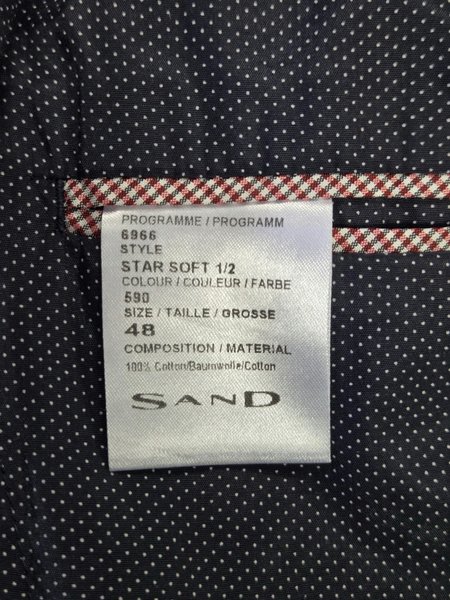 PROGRAMME / PROGRAMM
6966
STYLE
STAR SOFT 1/2
COLOUR / COULEUR / FARBE
590
SIZE / TAILLE / GROSSE
48
COMPOSITION / MATERIAL
100% Cotton/Baumwolle/Cotton
SAND